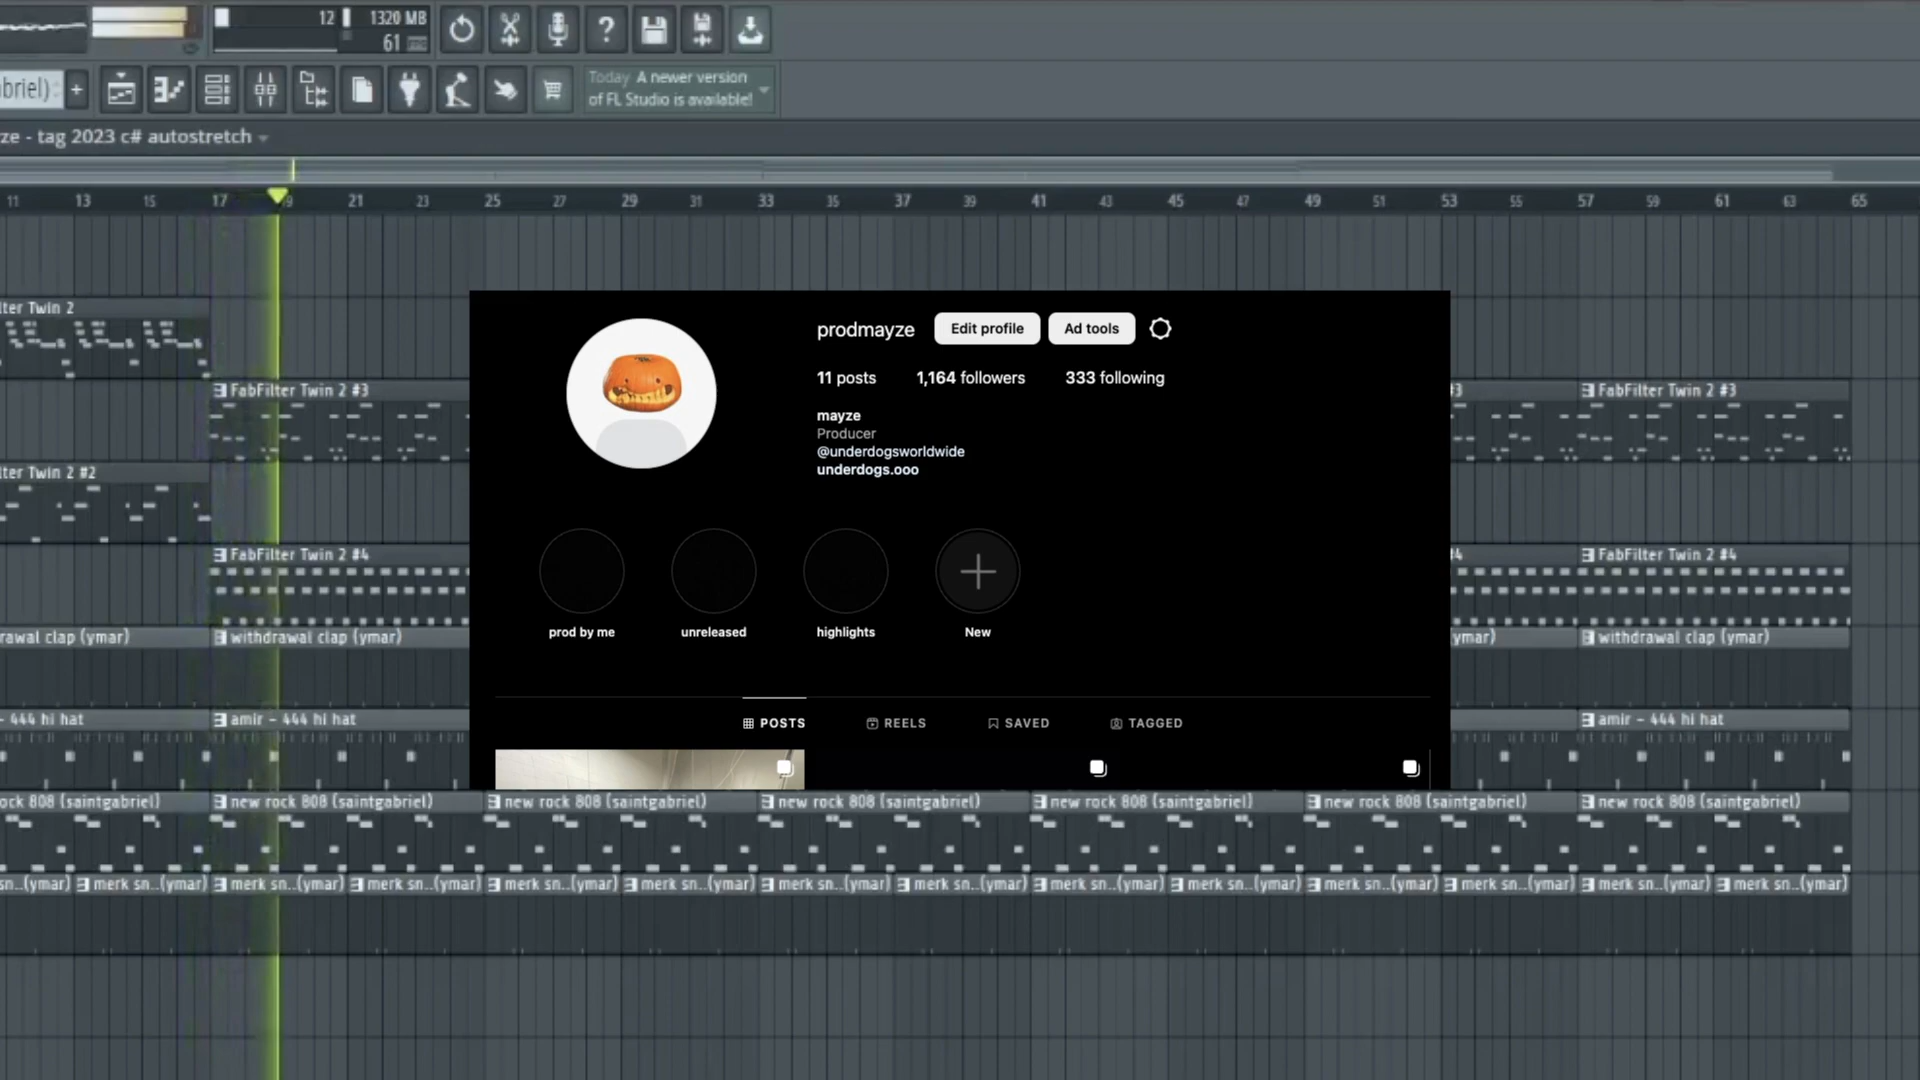 12 1320 MB
61
briel) :
Today A newer version
of FL Studio is available!
ze - tag 2023 c# autostretch
11 13 15 17 19 21 23 25 27 29 31 33 35 37 39 41 43 45 47 49 51 53 55 57 59 61 63 65
lter Twin 2
FabFilter Twin 2 #3
#3
FabFilter Twin 2 #3
lter Twin 2 #2
FabFilter Twin 2 #4
#4
FabFilter Twin 2 #4
rawal clap (ymar)
withdrawal clap (ymar)
ymar)
withdrawal clap (ymar)
- 444 hi hat
amir - 444 hi hat
amir - 444 hi hat
prodmayze Edit profile Ad tools
11 posts 1,164 followers 333 following
mayze
Producer
@underdogsworldwide
underdogs.ooo
prod by me unreleased highlights New
POSTS REELS SAVED TAGGED
ock 808 (saintgabriel) new rock 808 (saintgabriel) new rock 808 (saintgabriel) new rock 808 (saintgabriel) new rock 808 (saintgabriel) new rock 808 (saintgabriel) new rock 808 (saintgabriel)
sn..(ymar) merk sn..(ymar) merk sn..(ymar) merk sn..(ymar) merk sn..(ymar) merk sn..(ymar) merk sn..(ymar) merk sn..(ymar) merk sn..(ymar) merk sn..(ymar) merk sn..(ymar) merk sn..(ymar) merk sn..(ymar) merk sn..(ymar)